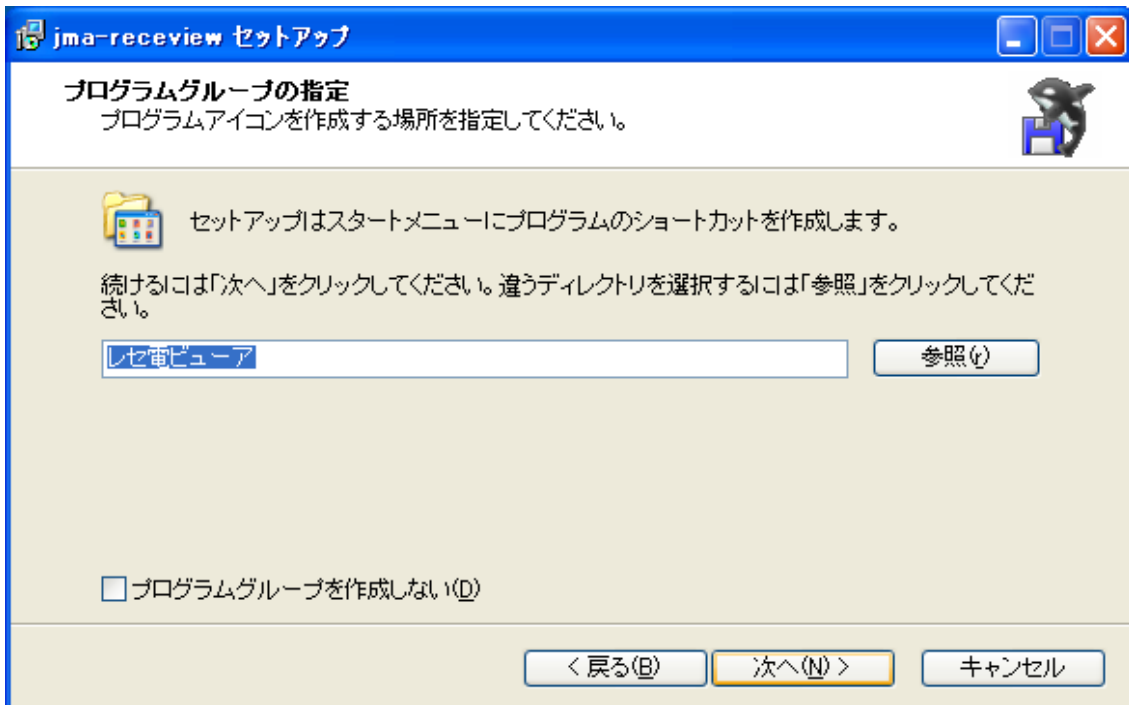 jma-receview セットアップ
プログラムグループの指定
プログラムアイコンを作成する場所を指定してください。
セットアップはスタートメニューにプログラムのショートカットを作成します。
続けるには「次へ」をクリックしてください。違うディレクトリを選択するには「参照」をクリックしてくだ
さい。
レセ電ビューア
参照(r)
プログラムグループを作成しない(D)
< 戻る(B)
次へ(N) >
キャンセル